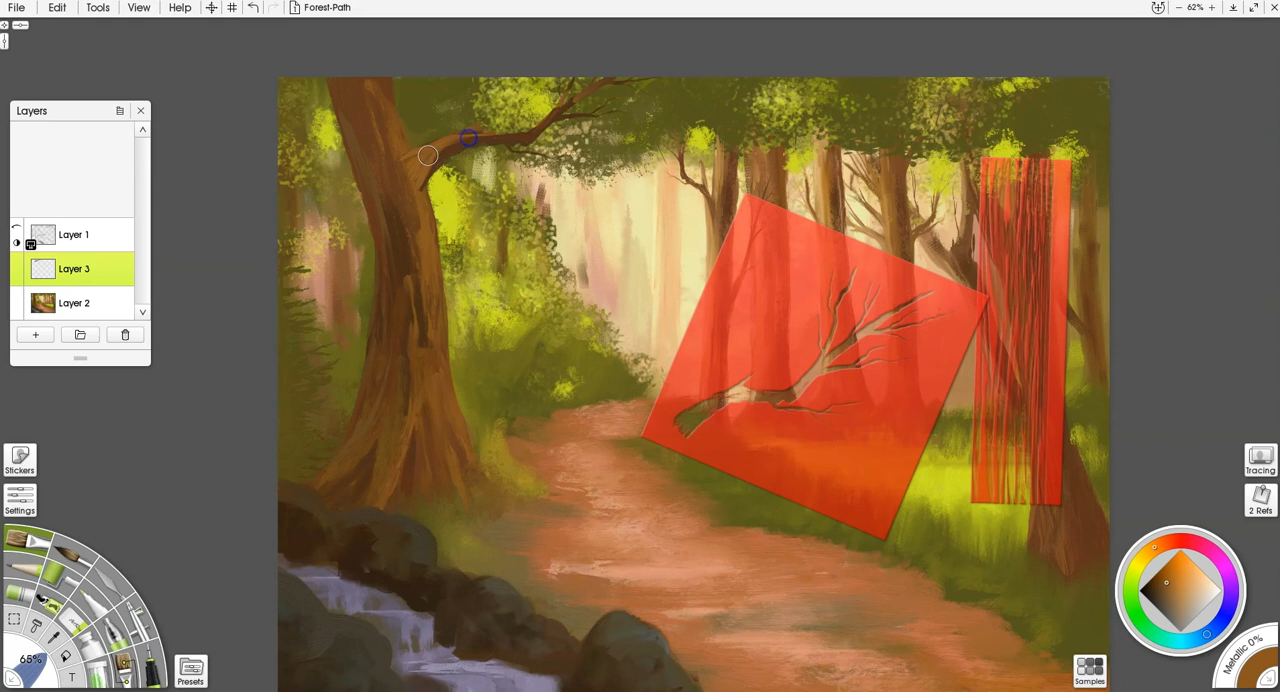 File Edit Tools View Help Forest-Path 62%
Layers
Layer 1
Layer 3
Layer 2
Stickers
Settings
Tracing
2 Refs
65%
T
Presets
Samples
Metallic 0%